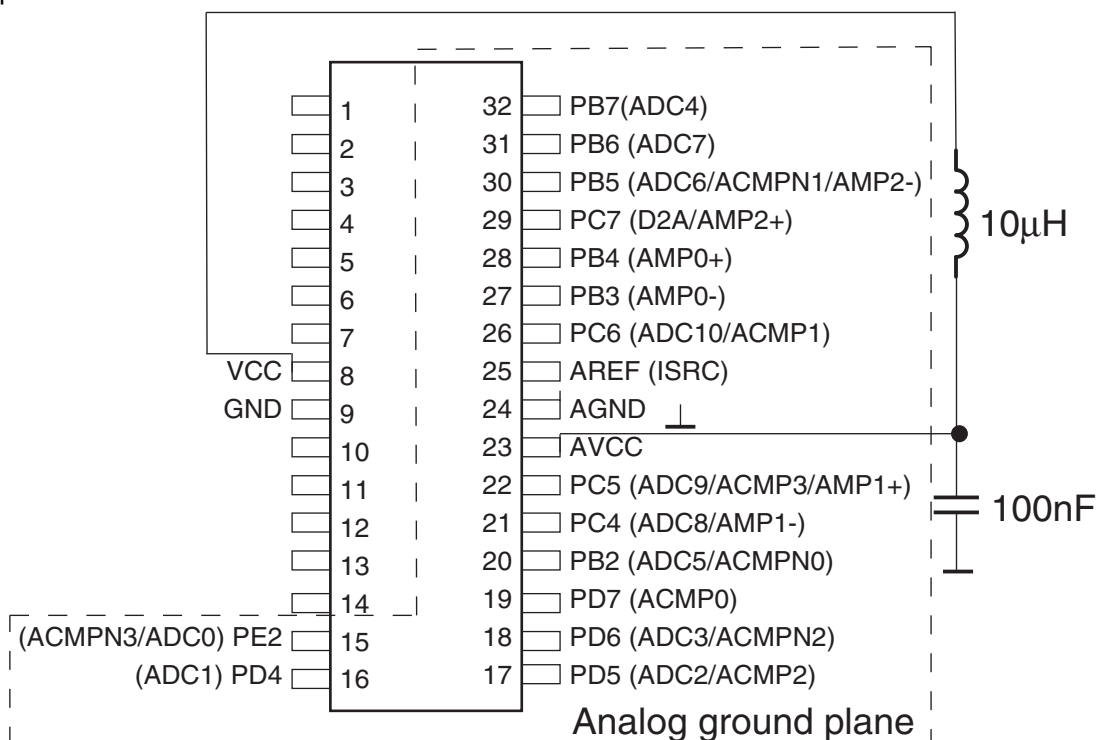 1 32 PB7(ADC4)
2 31 PB6 (ADC7)
3 30 PB5 (ADC6/ACMPN1/AMP2-)
4 29 PC7 (D2A/AMP2+)
10μH
5 28 PB4 (AMP0+)
6 27 PB3 (AMP0-)
7 26 PC6 (ADC10/ACMP1)
VCC 8 25 AREF (ISRC)
GND 9 24 AGND
10 23 AVCC
11 22 PC5 (ADC9/ACMP3/AMP1+)
100nF
12 21 PC4 (ADC8/AMP1-)
13 20 PB2 (ADC5/ACMPN0)
14 19 PD7 (ACMP0)
(ACMPN3/ADC0) PE2 15 18 PD6 (ADC3/ACMPN2)
(ADC1) PD4 16 17 PD5 (ADC2/ACMP2)
Analog ground plane